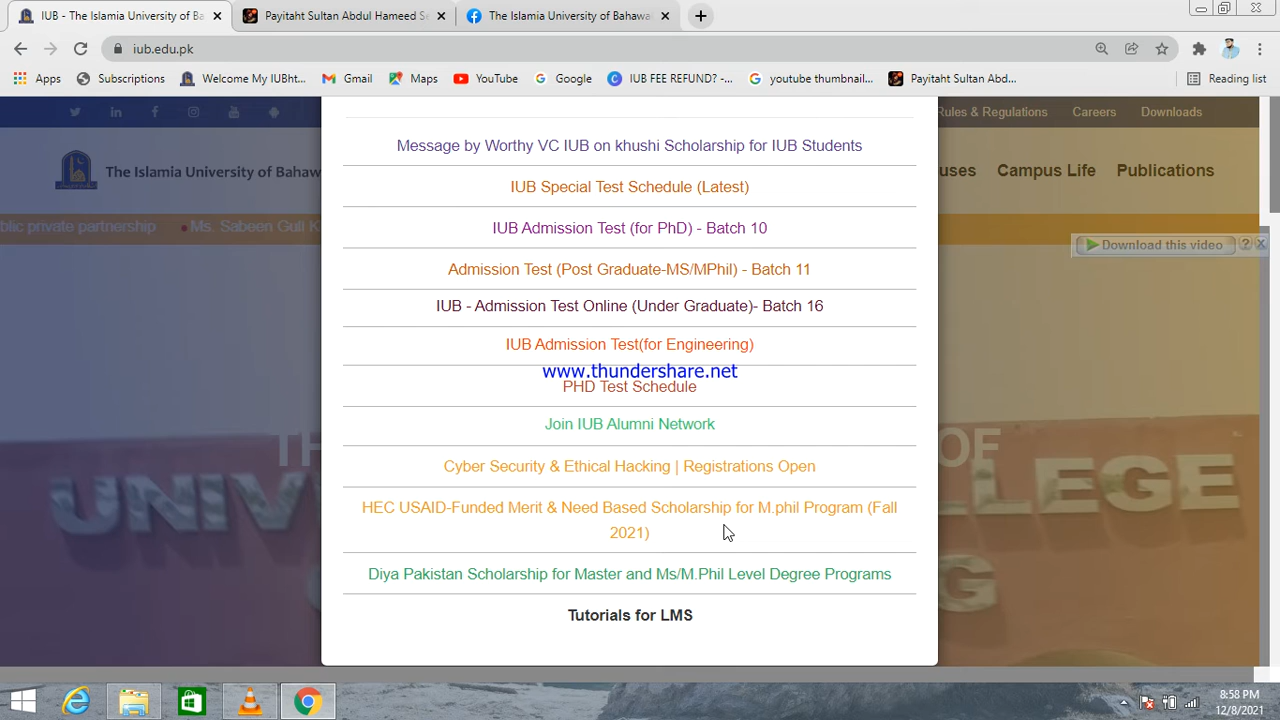 IUB - The Islamia University of B
Payitaht Sultan Abdul Hameed S
The Islamia University of Bahawa
iub.edu.pk
Apps
Subscriptions
Welcome My IUBht...
Gmail
Maps
YouTube
Google
IUB FEE REFUND? -...
youtube thumbnail...
Payitaht Sultan Abd...
Reading list
Rules & Regulations
Careers
Downloads
The Islamia University of Bahaw
uses
Campus Life
Publications
blic private partnership
Ms. Sabeen Gull K
Download this video
?
Message by Worthy VC IUB on khushi Scholarship for IUB Students
IUB Special Test Schedule (Latest)
IUB Admission Test (for PhD) - Batch 10
Admission Test (Post Graduate-MS/MPhil) - Batch 11
IUB - Admission Test Online (Under Graduate)- Batch 16
IUB Admission Test(for Engineering)
www.thundershare.net
PHD Test Schedule
Join IUB Alumni Network
Cyber Security & Ethical Hacking | Registrations Open
HEC USAID-Funded Merit & Need Based Scholarship for M.phil Program (Fall
2021)
Diya Pakistan Scholarship for Master and Ms/M.Phil Level Degree Programs
Tutorials for LMS
TH
OF
UNIV
COLLEGE
G
8:58 PM
12/8/2021